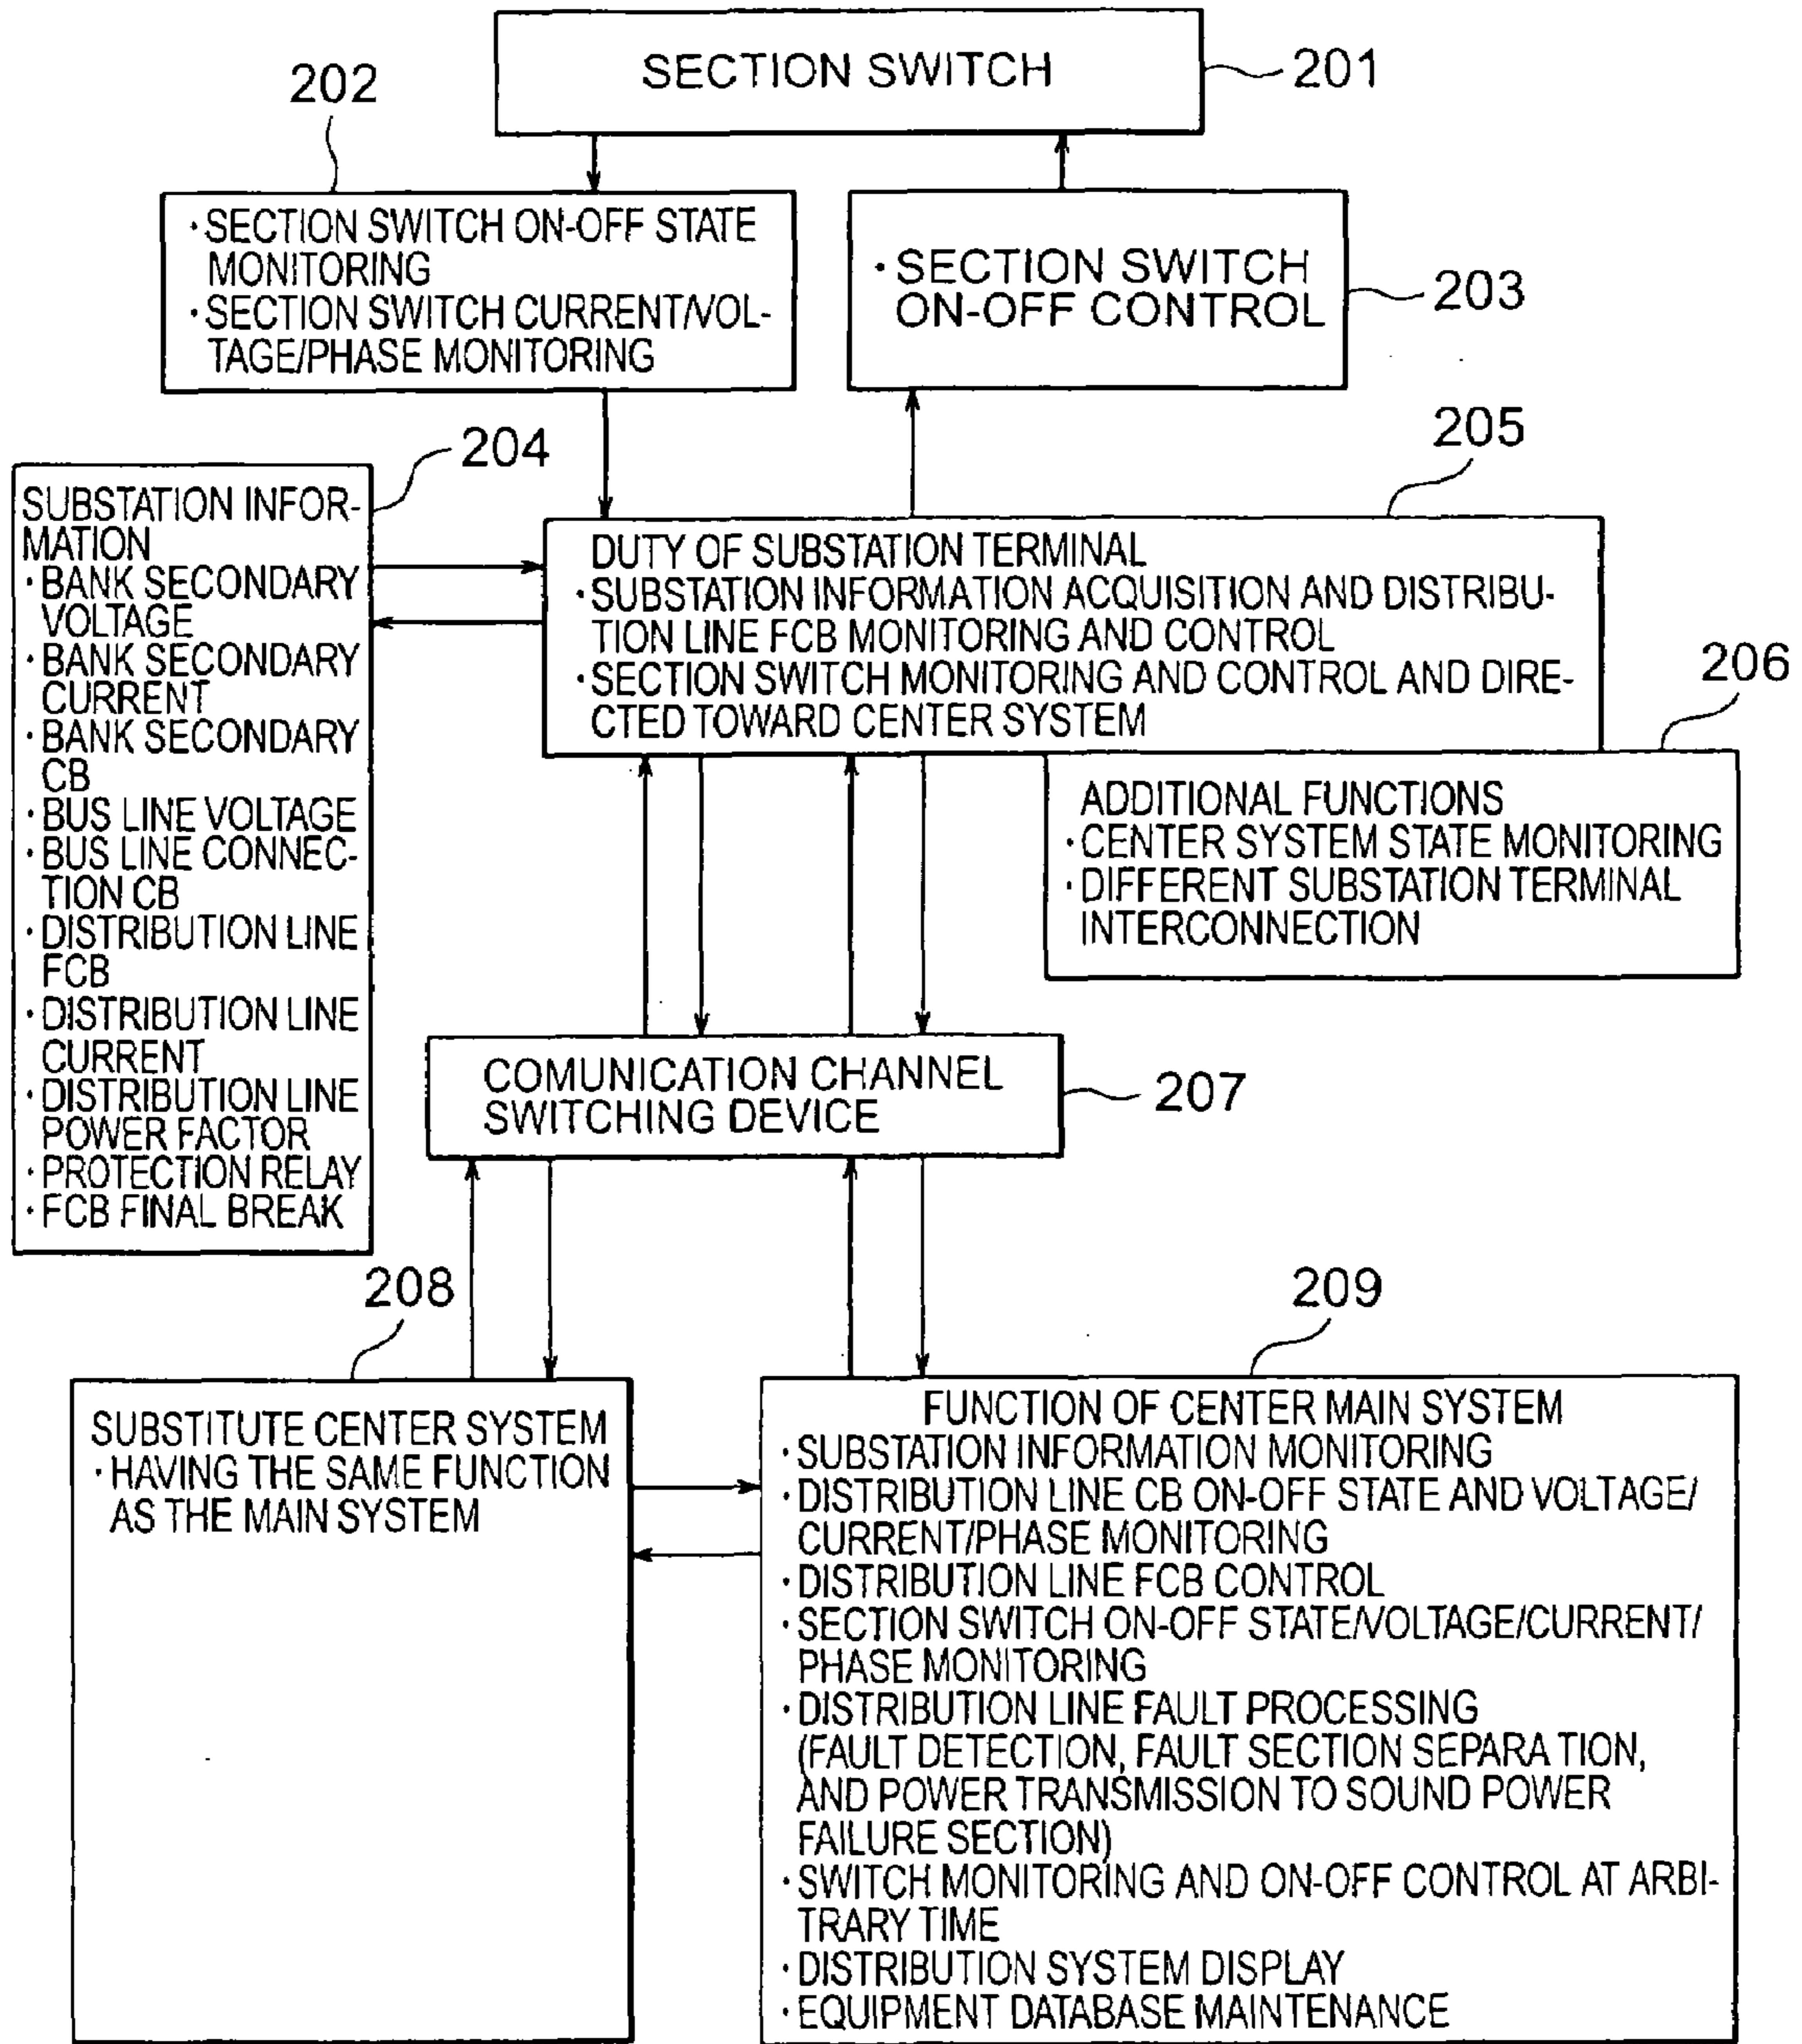 SECTION SWITCH
201
202
· SECTION SWITCH ON-OFF STATE
MONITORING
· SECTION SWITCH CURRENT/VOL-
TAGE/PHASE MONITORING
· SECTION SWITCH
ON-OFF CONTROL
203
204
SUBSTATION INFOR-
MATION
· BANK SECONDARY
VOLTAGE
· BANK SECONDARY
CURRENT
· BANK SECONDARY
CB
· BUS LINE VOLTAGE
· BUS LINE CONNEC-
TION CB
· DISTRIBUTION LINE
FCB
· DISTRIBUTION LINE
CURRENT
· DISTRIBUTION LINE
POWER FACTOR
· PROTECTION RELAY
· FCB FINAL BREAK
205
DUTY OF SUBSTATION TERMINAL
· SUBSTATION INFORMATION ACQUISITION AND DISTRIBU-
TION LINE FCB MONITORING AND CONTROL
· SECTION SWITCH MONITORING AND CONTROL AND DIRE-
CTED TOWARD CENTER SYSTEM
206
ADDITIONAL FUNCTIONS
· CENTER SYSTEM STATE MONITORING
· DIFFERENT SUBSTATION TERMINAL
INTERCONNECTION
COMUNICATION CHANNEL
SWITCHING DEVICE
207
208
SUBSTITUTE CENTER SYSTEM
· HAVING THE SAME FUNCTION
AS THE MAIN SYSTEM
209
FUNCTION OF CENTER MAIN SYSTEM
· SUBSTATION INFORMATION MONITORING
· DISTRIBUTION LINE CB ON-OFF STATE AND VOLTAGE/
CURRENT/PHASE MONITORING
· DISTRIBUTION LINE FCB CONTROL
· SECTION SWITCH ON-OFF STATE/VOLTAGE/CURRENT/
PHASE MONITORING
· DISTRIBUTION LINE FAULT PROCESSING
(FAULT DETECTION, FAULT SECTION SEPARATION,
AND POWER TRANSMISSION TO SOUND POWER
FAILURE SECTION)
· SWITCH MONITORING AND ON-OFF CONTROL AT ARBI-
TRARY TIME
· DISTRIBUTION SYSTEM DISPLAY
· EQUIPMENT DATABASE MAINTENANCE